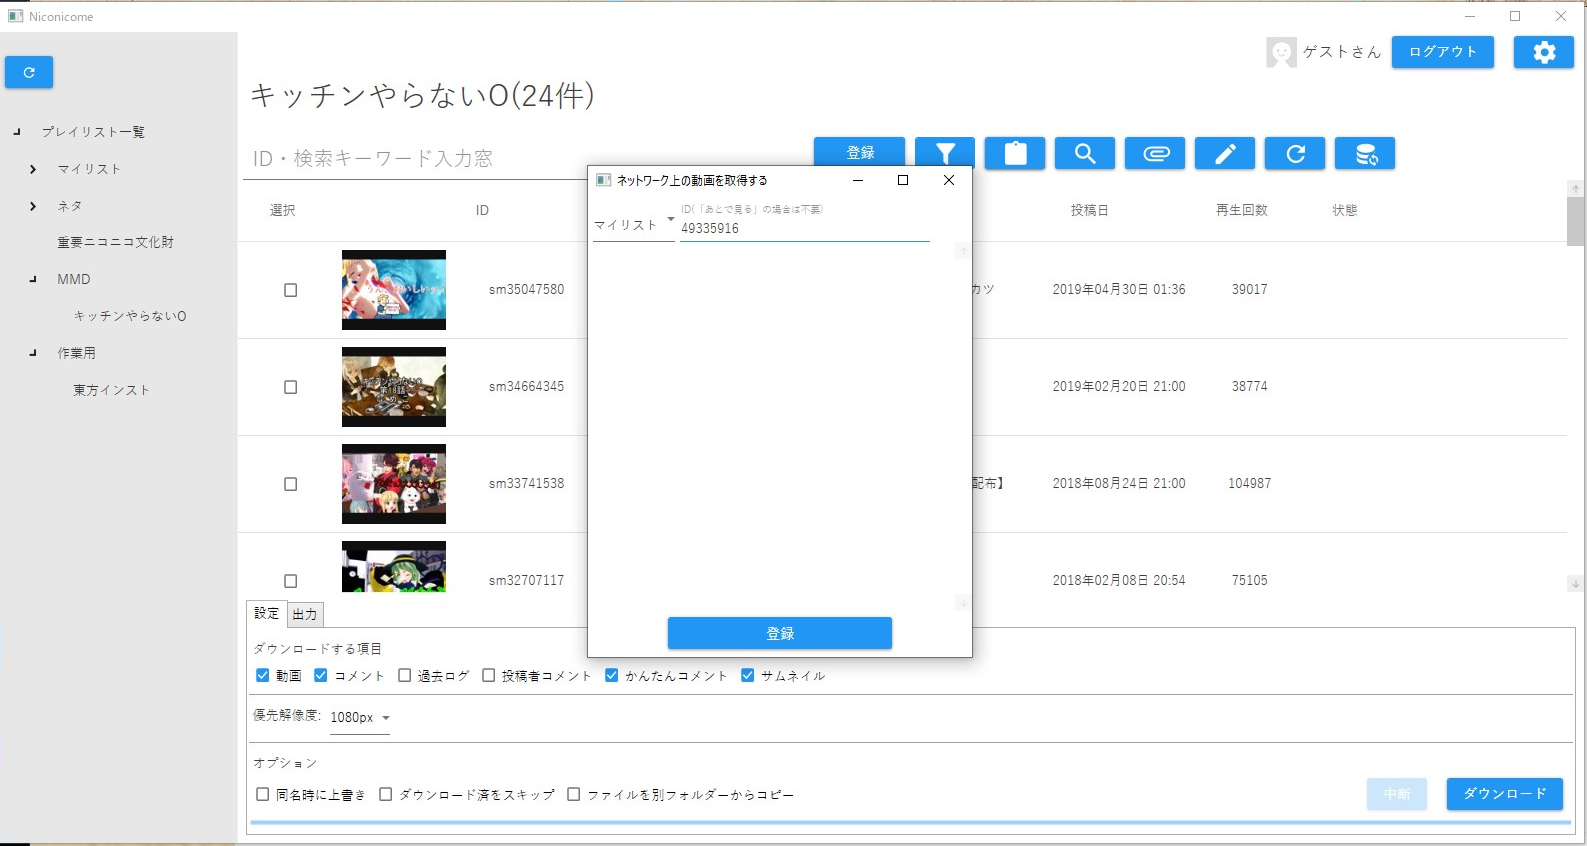 Niconicome
ゲストさん
ログアウト
キッチンやらないO(24件)
プレイリスト一覧
マイリスト
ネタ
重要ニコニコ文化財
MMD
キッチンやらないO
作業用
東方インスト
ID・検索キーワード入力窓
登録
選択
ID
投稿日
再生回数
状態
sm35047580
カツ
2019年04月30日 01:36
39017
sm34664345
2019年02月20日 21:00
38774
sm33741538
配布】
2018年08月24日 21:00
104987
sm32707117
2018年02月08日 20:54
75105
ネットワーク上の動画を取得する
マイリスト
ID(「あとで見る」の場合は不要)
49335916
登録
設定
出力
ダウンロードする項目
動画
コメント
過去ログ
投稿者コメント
かんたんコメント
サムネイル
優先解像度:
1080px
オプション
同名時に上書き
ダウンロード済をスキップ
ファイルを別フォルダーからコピー
中断
ダウンロード